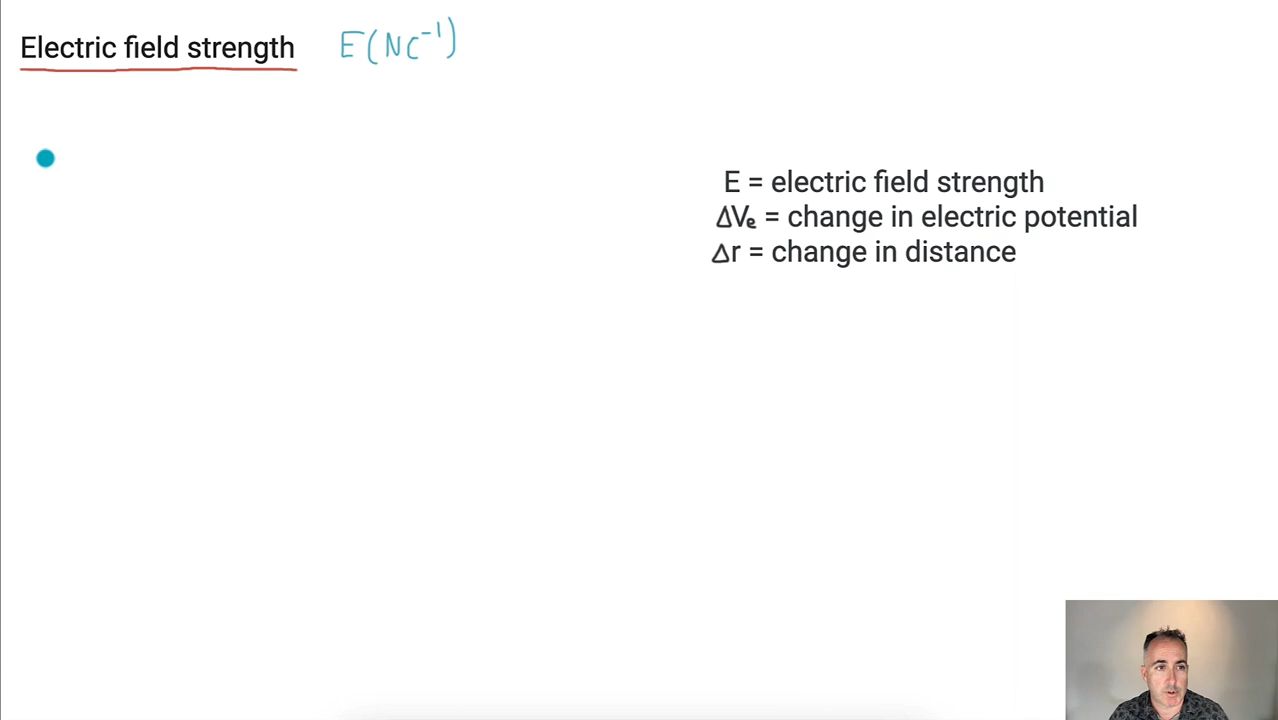 Electric field strength E(NC⁻¹)
E = electric field strength
ΔVₑ = change in electric potential
Δr = change in distance